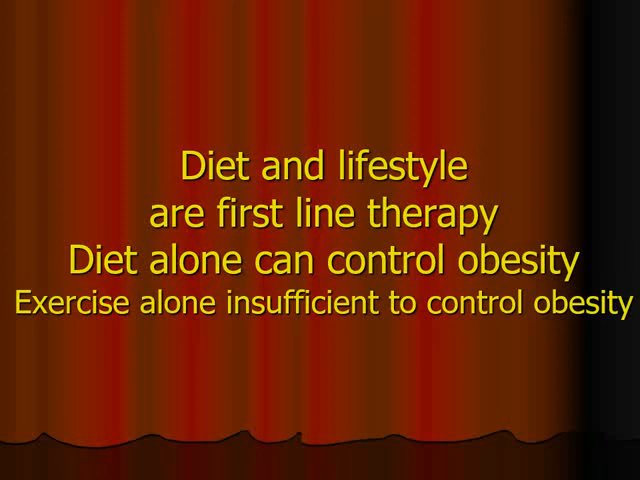 Diet and lifestyle
are first line therapy
Diet alone can control obesity
Exercise alone insufficient to control obesity